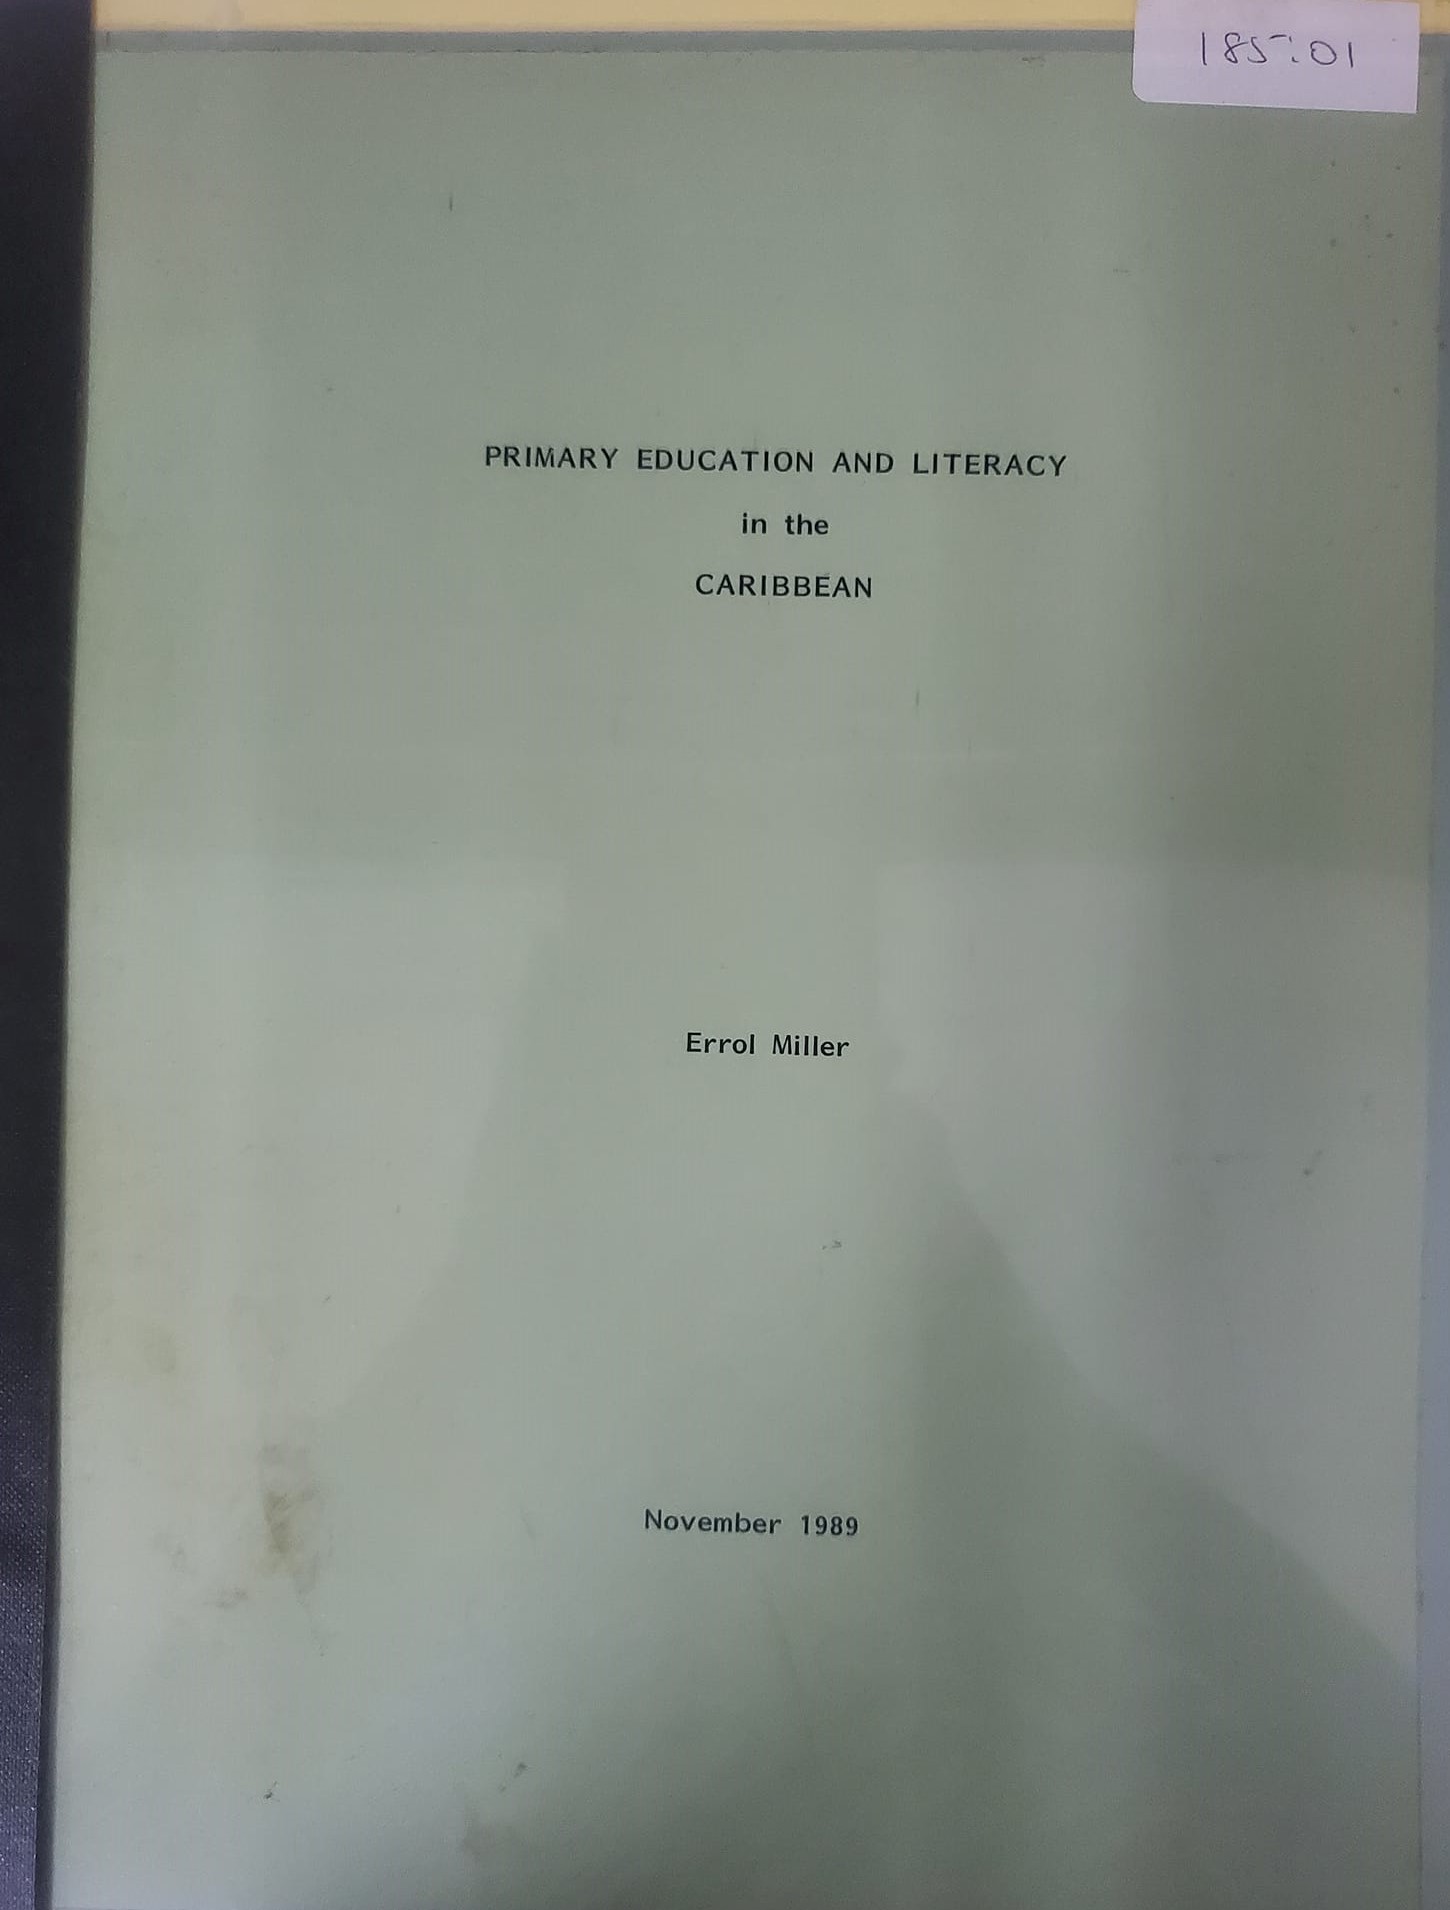 185:01
PRIMARY EDUCATION AND LITERACY
in the
CARIBBEAN
Errol Miller
November 1989